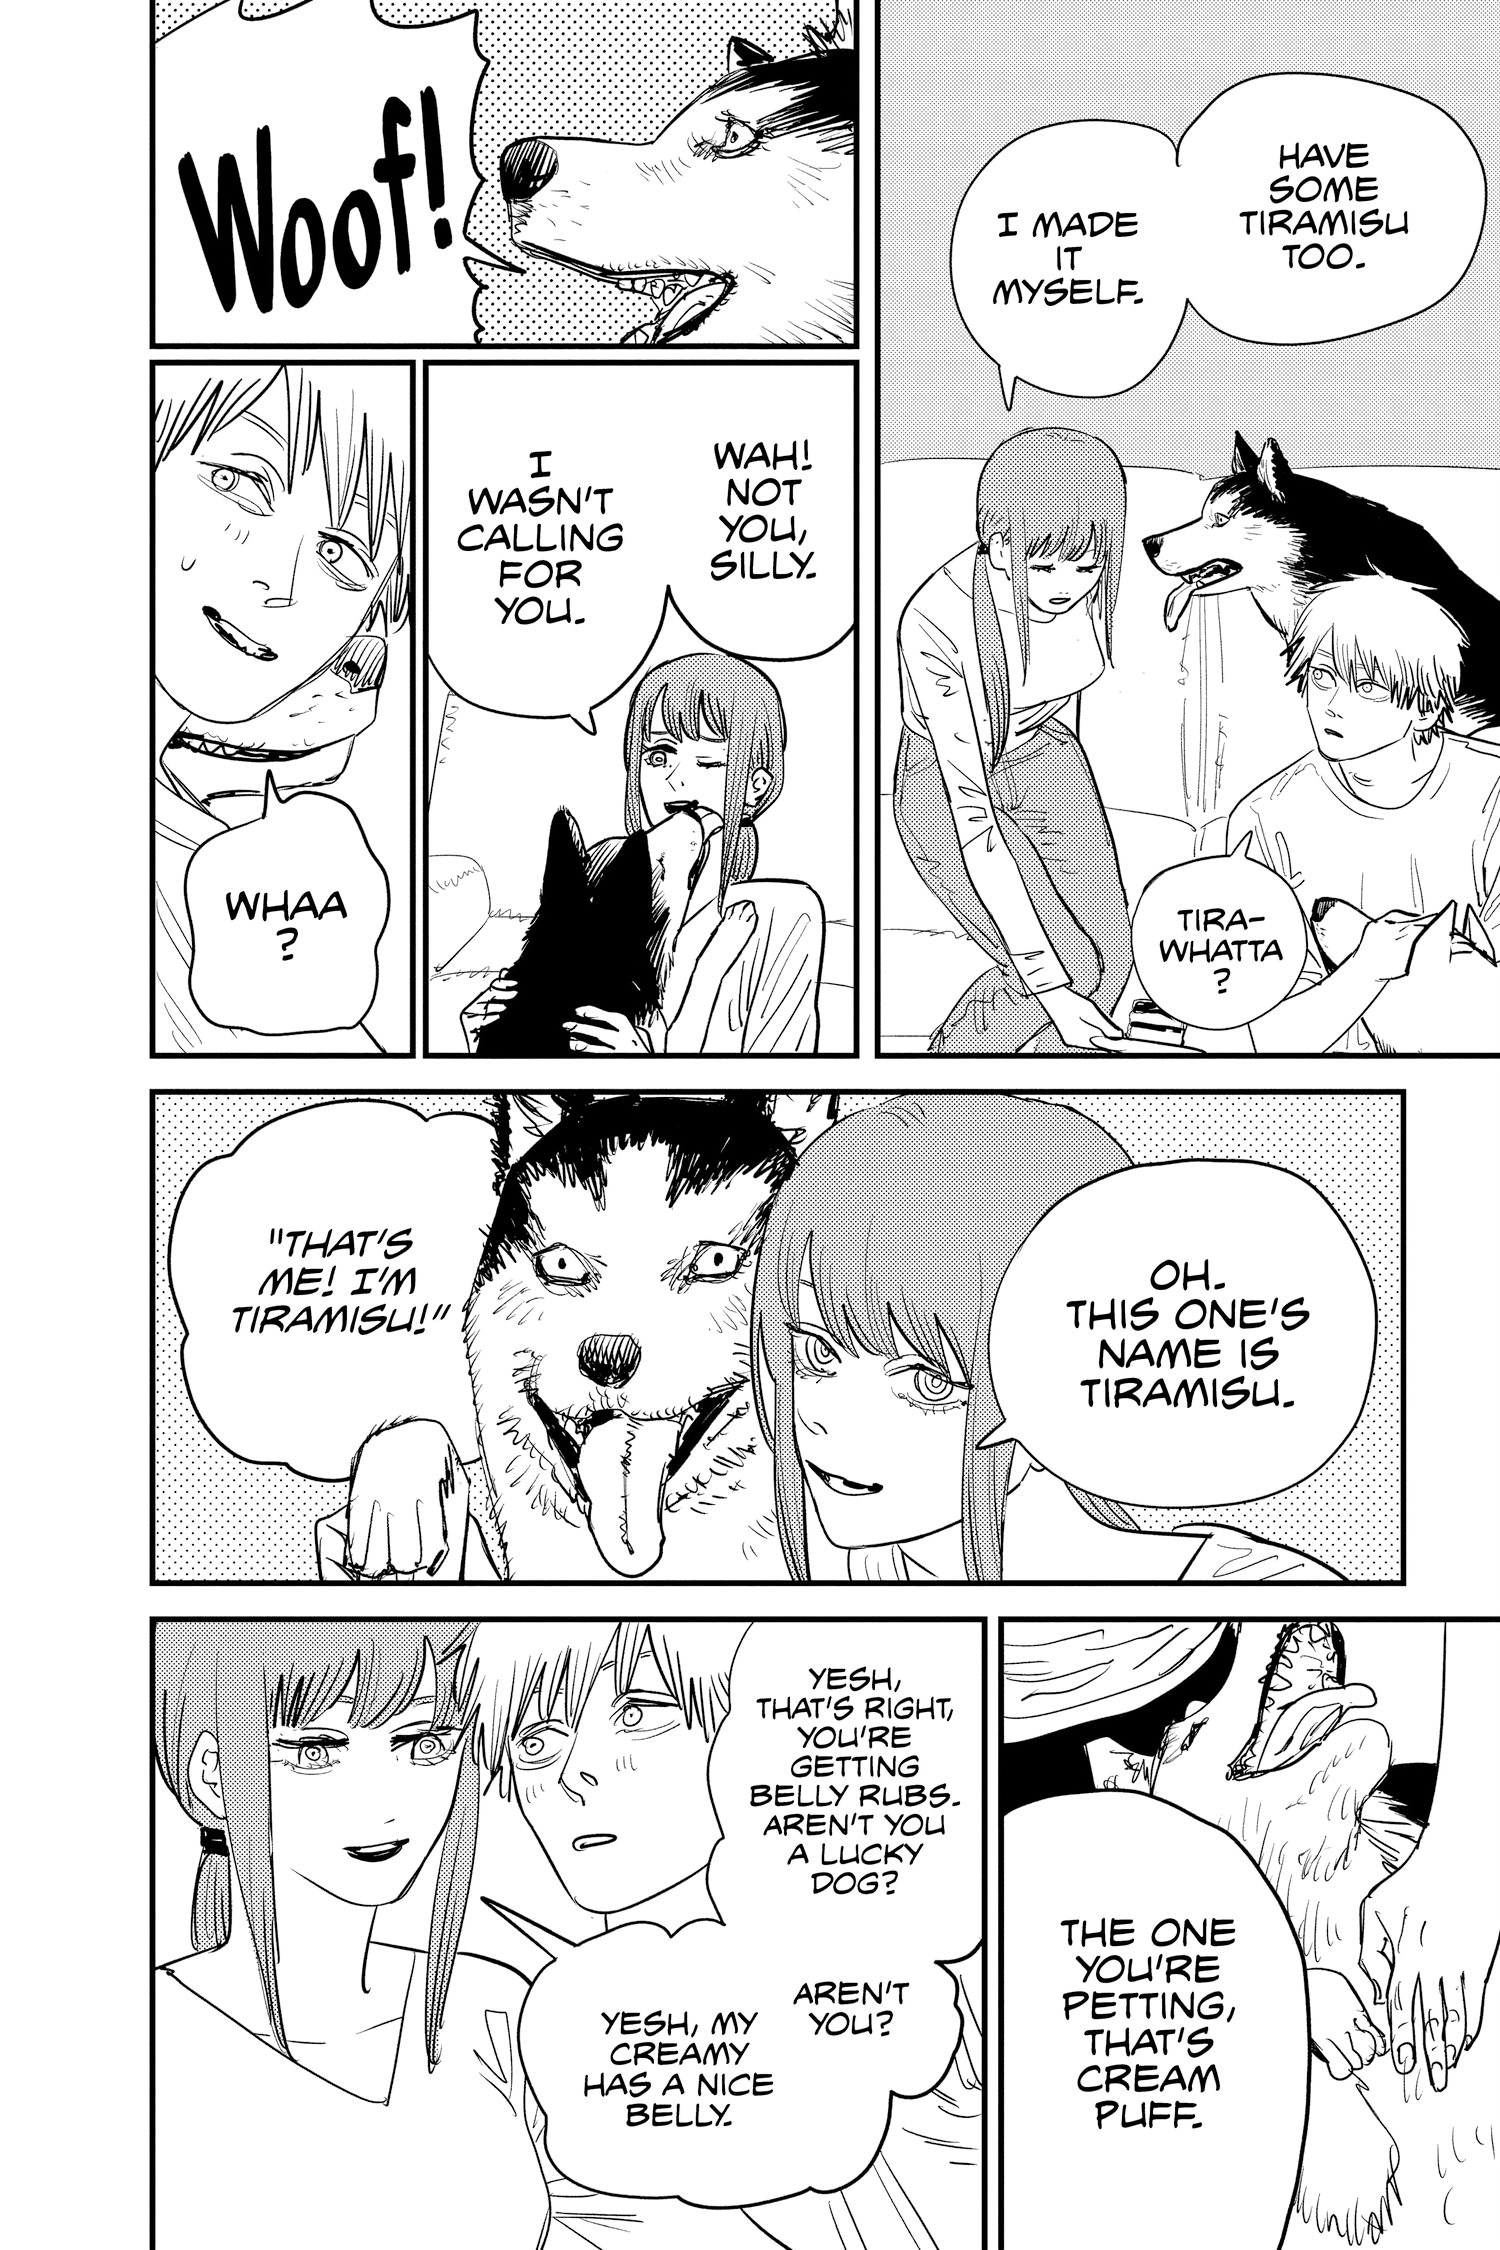 HAVE
SOME
TIRAMISU
TOO.
I MADE
IT
MYSELF.
TIRA-
WHATTA
?
Woof!
WAH!
NOT
YOU,
SILLY.
I
WASN'T
CALLING
FOR
YOU.
WHAA
?
OH.
THIS ONE'S
NAME IS
TIRAMISU.
"THAT'S
ME! I'M
TIRAMISU!"
THE ONE
YOU'RE
PETTING,
THAT'S
CREAM
PUFF.
YESH,
THAT'S RIGHT,
YOU'RE
GETTING
BELLY RUBS.
AREN'T YOU
A LUCKY
DOG?
AREN'T
YOU?
YESH, MY
CREAMY
HAS A NICE
BELLY.